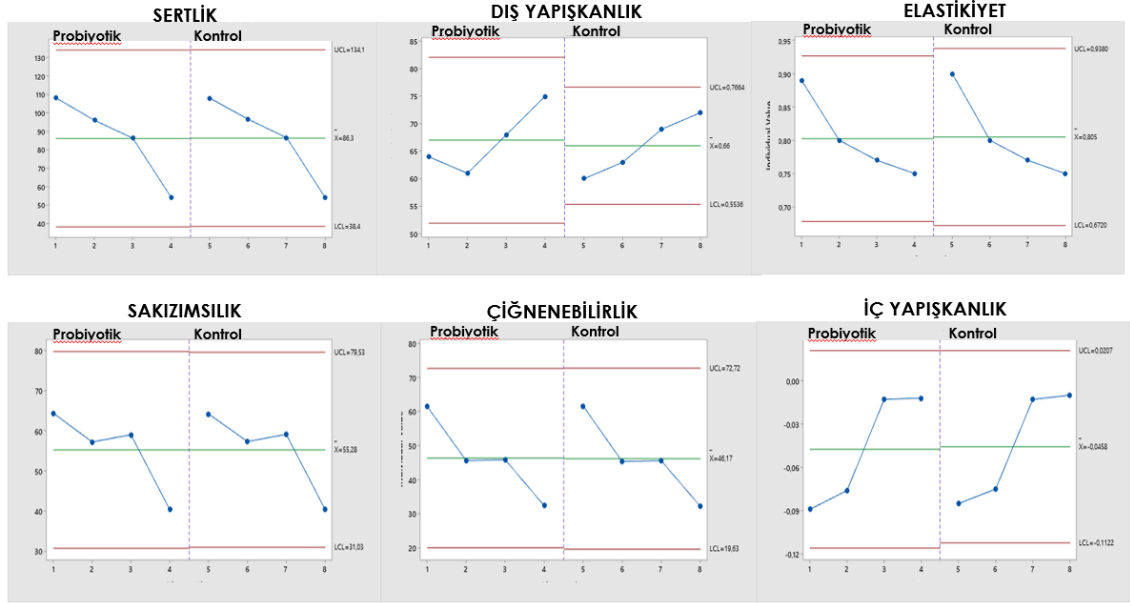 SERTLİK
Probiyotik Kontrol
130
120
110
100
90
80
70
60
50
40
1 2 3 4 5 6 7 8
UCL=134,1
X=86,3
LCL=38,4
DIŞ YAPIŞKANLIK
Probiyotik Kontrol
85
80
75
70
65
60
55
50
1 2 3 4 5 6 7 8
UCL=0,7664
X=0,66
LCL=0,5536
ELASTİKİYET
Probiyotik Kontrol
0,95
0,90
0,85
0,80
0,75
0,70
1 2 3 4 5 6 7 8
UCL=0,9380
X=0,805
LCL=0,6720
SAKIZIMSILIK
Probiyotik Kontrol
80
70
60
50
40
30
1 2 3 4 5 6 7 8
UCL=79,53
X=55,28
LCL=31,03
ÇİĞNENEBİLİRLİK
Probiyotik Kontrol
80
70
60
50
40
30
20
1 2 3 4 5 6 7 8
UCL=72,72
X=46,17
LCL=19,63
İÇ YAPIŞKANLIK
Probiyotik Kontrol
0,00
-0,03
-0,06
-0,09
-0,12
1 2 3 4 5 6 7 8
UCL=0,0207
X=-0,0458
LCL=-0,1122